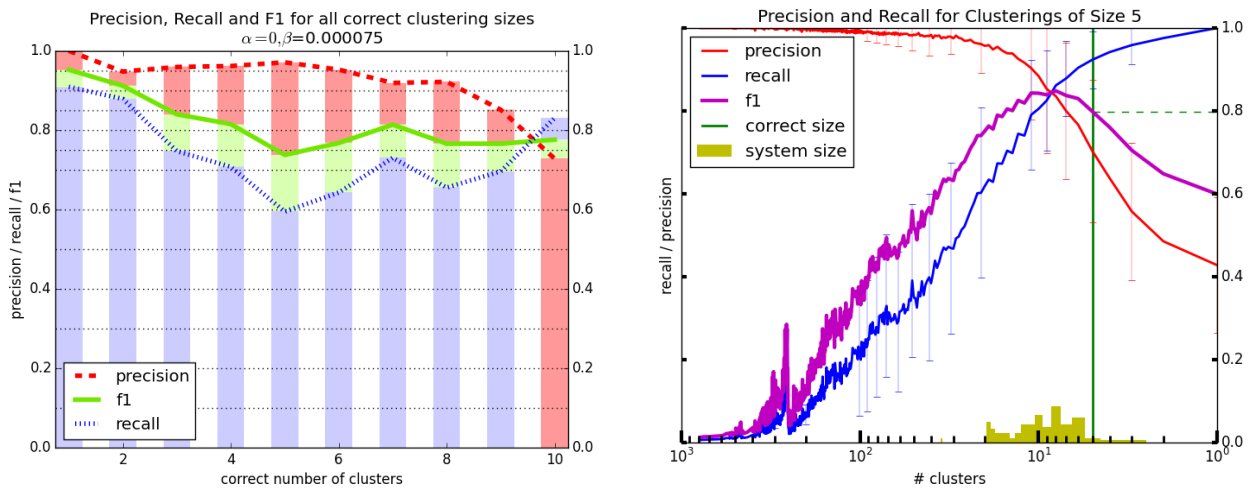 Precision, Recall and F1 for all correct clustering sizes
α=0,β=0.000075
precision / recall / f1
1.0
0.8
0.6
0.4
0.2
0.0
1.0
0.8
0.6
0.4
0.2
0.0
precision
f1
recall
2
4
6
8
10
correct number of clusters
Precision and Recall for Clusterings of Size 5
recall / precision
precision
recall
f1
correct size
system size
1.0
0.8
0.6
0.4
0.2
0.0
10³
10²
10¹
10⁰
# clusters